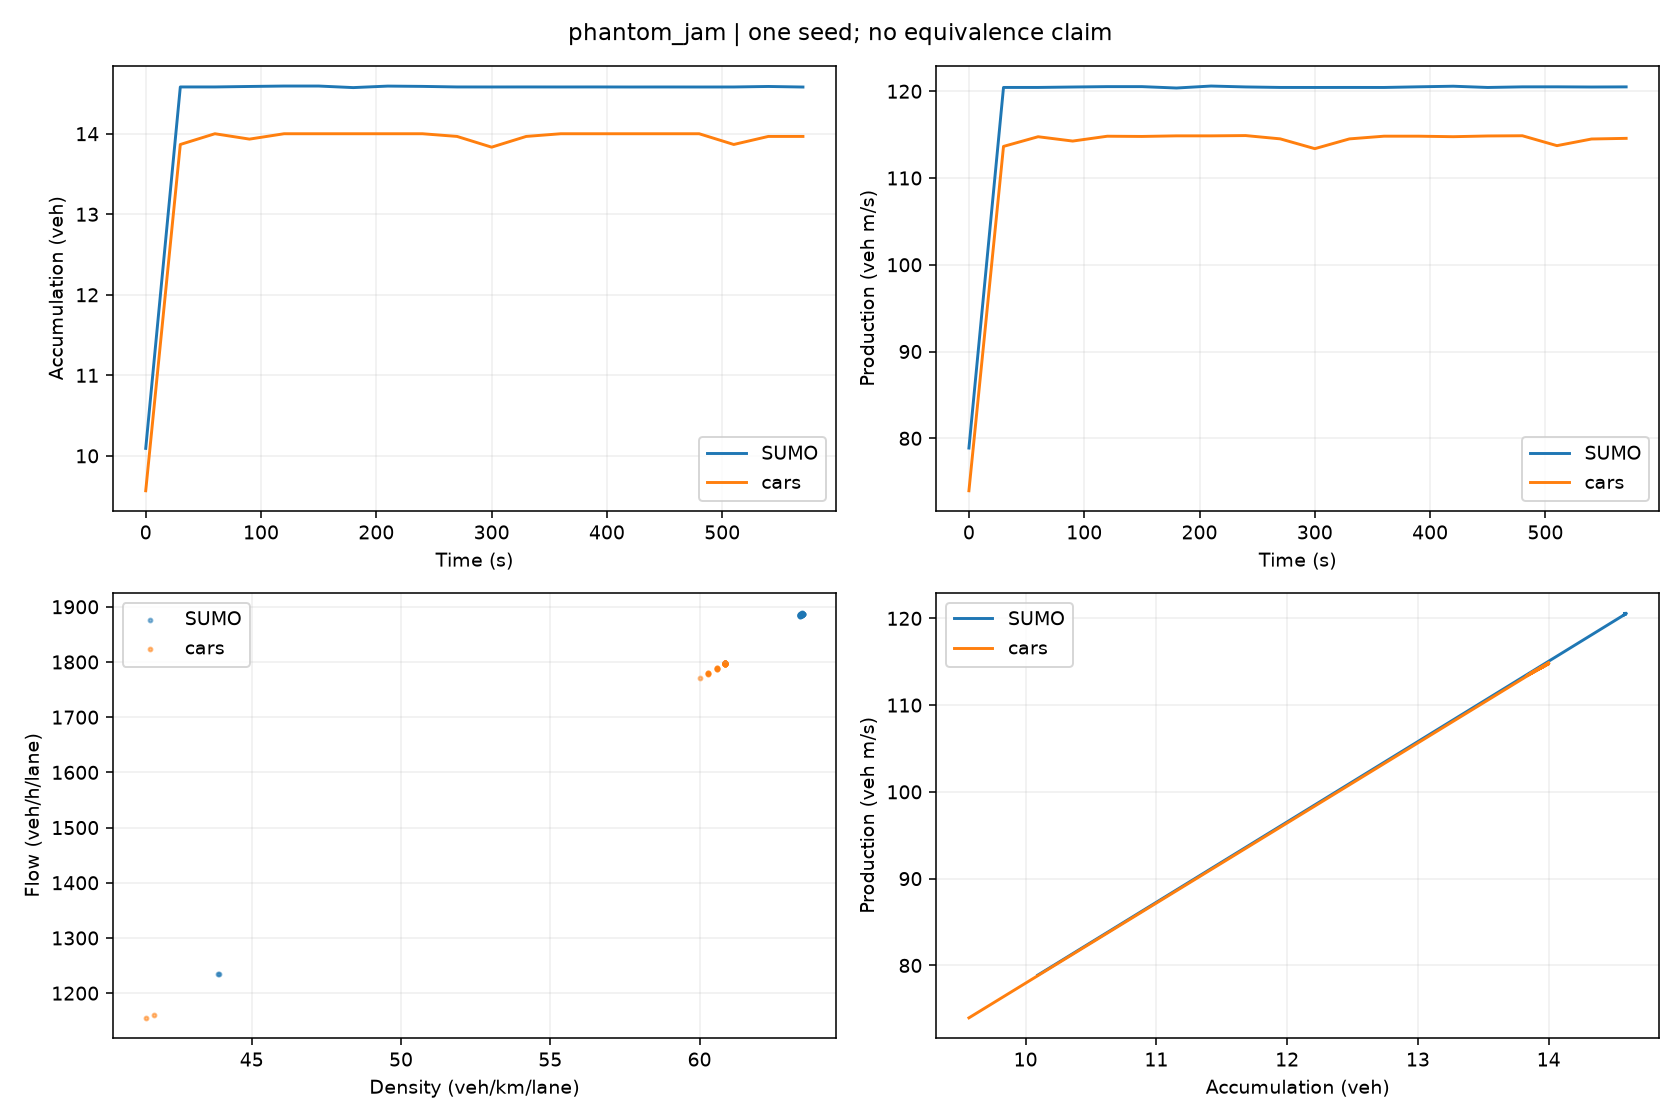 phantom_jam | one seed; no equivalence claim
Accumulation (veh)
14
13
12
11
10
0 100 200 300 400 500
Time (s)
SUMO
cars
Production (veh m/s)
120
110
100
90
80
0 100 200 300 400 500
Time (s)
SUMO
cars
Flow (veh/h/lane)
1900
1800
1700
1600
1500
1400
1300
1200
45 50 55 60
Density (veh/km/lane)
SUMO
cars
Production (veh m/s)
120
110
100
90
80
10 11 12 13 14
Accumulation (veh)
SUMO
cars